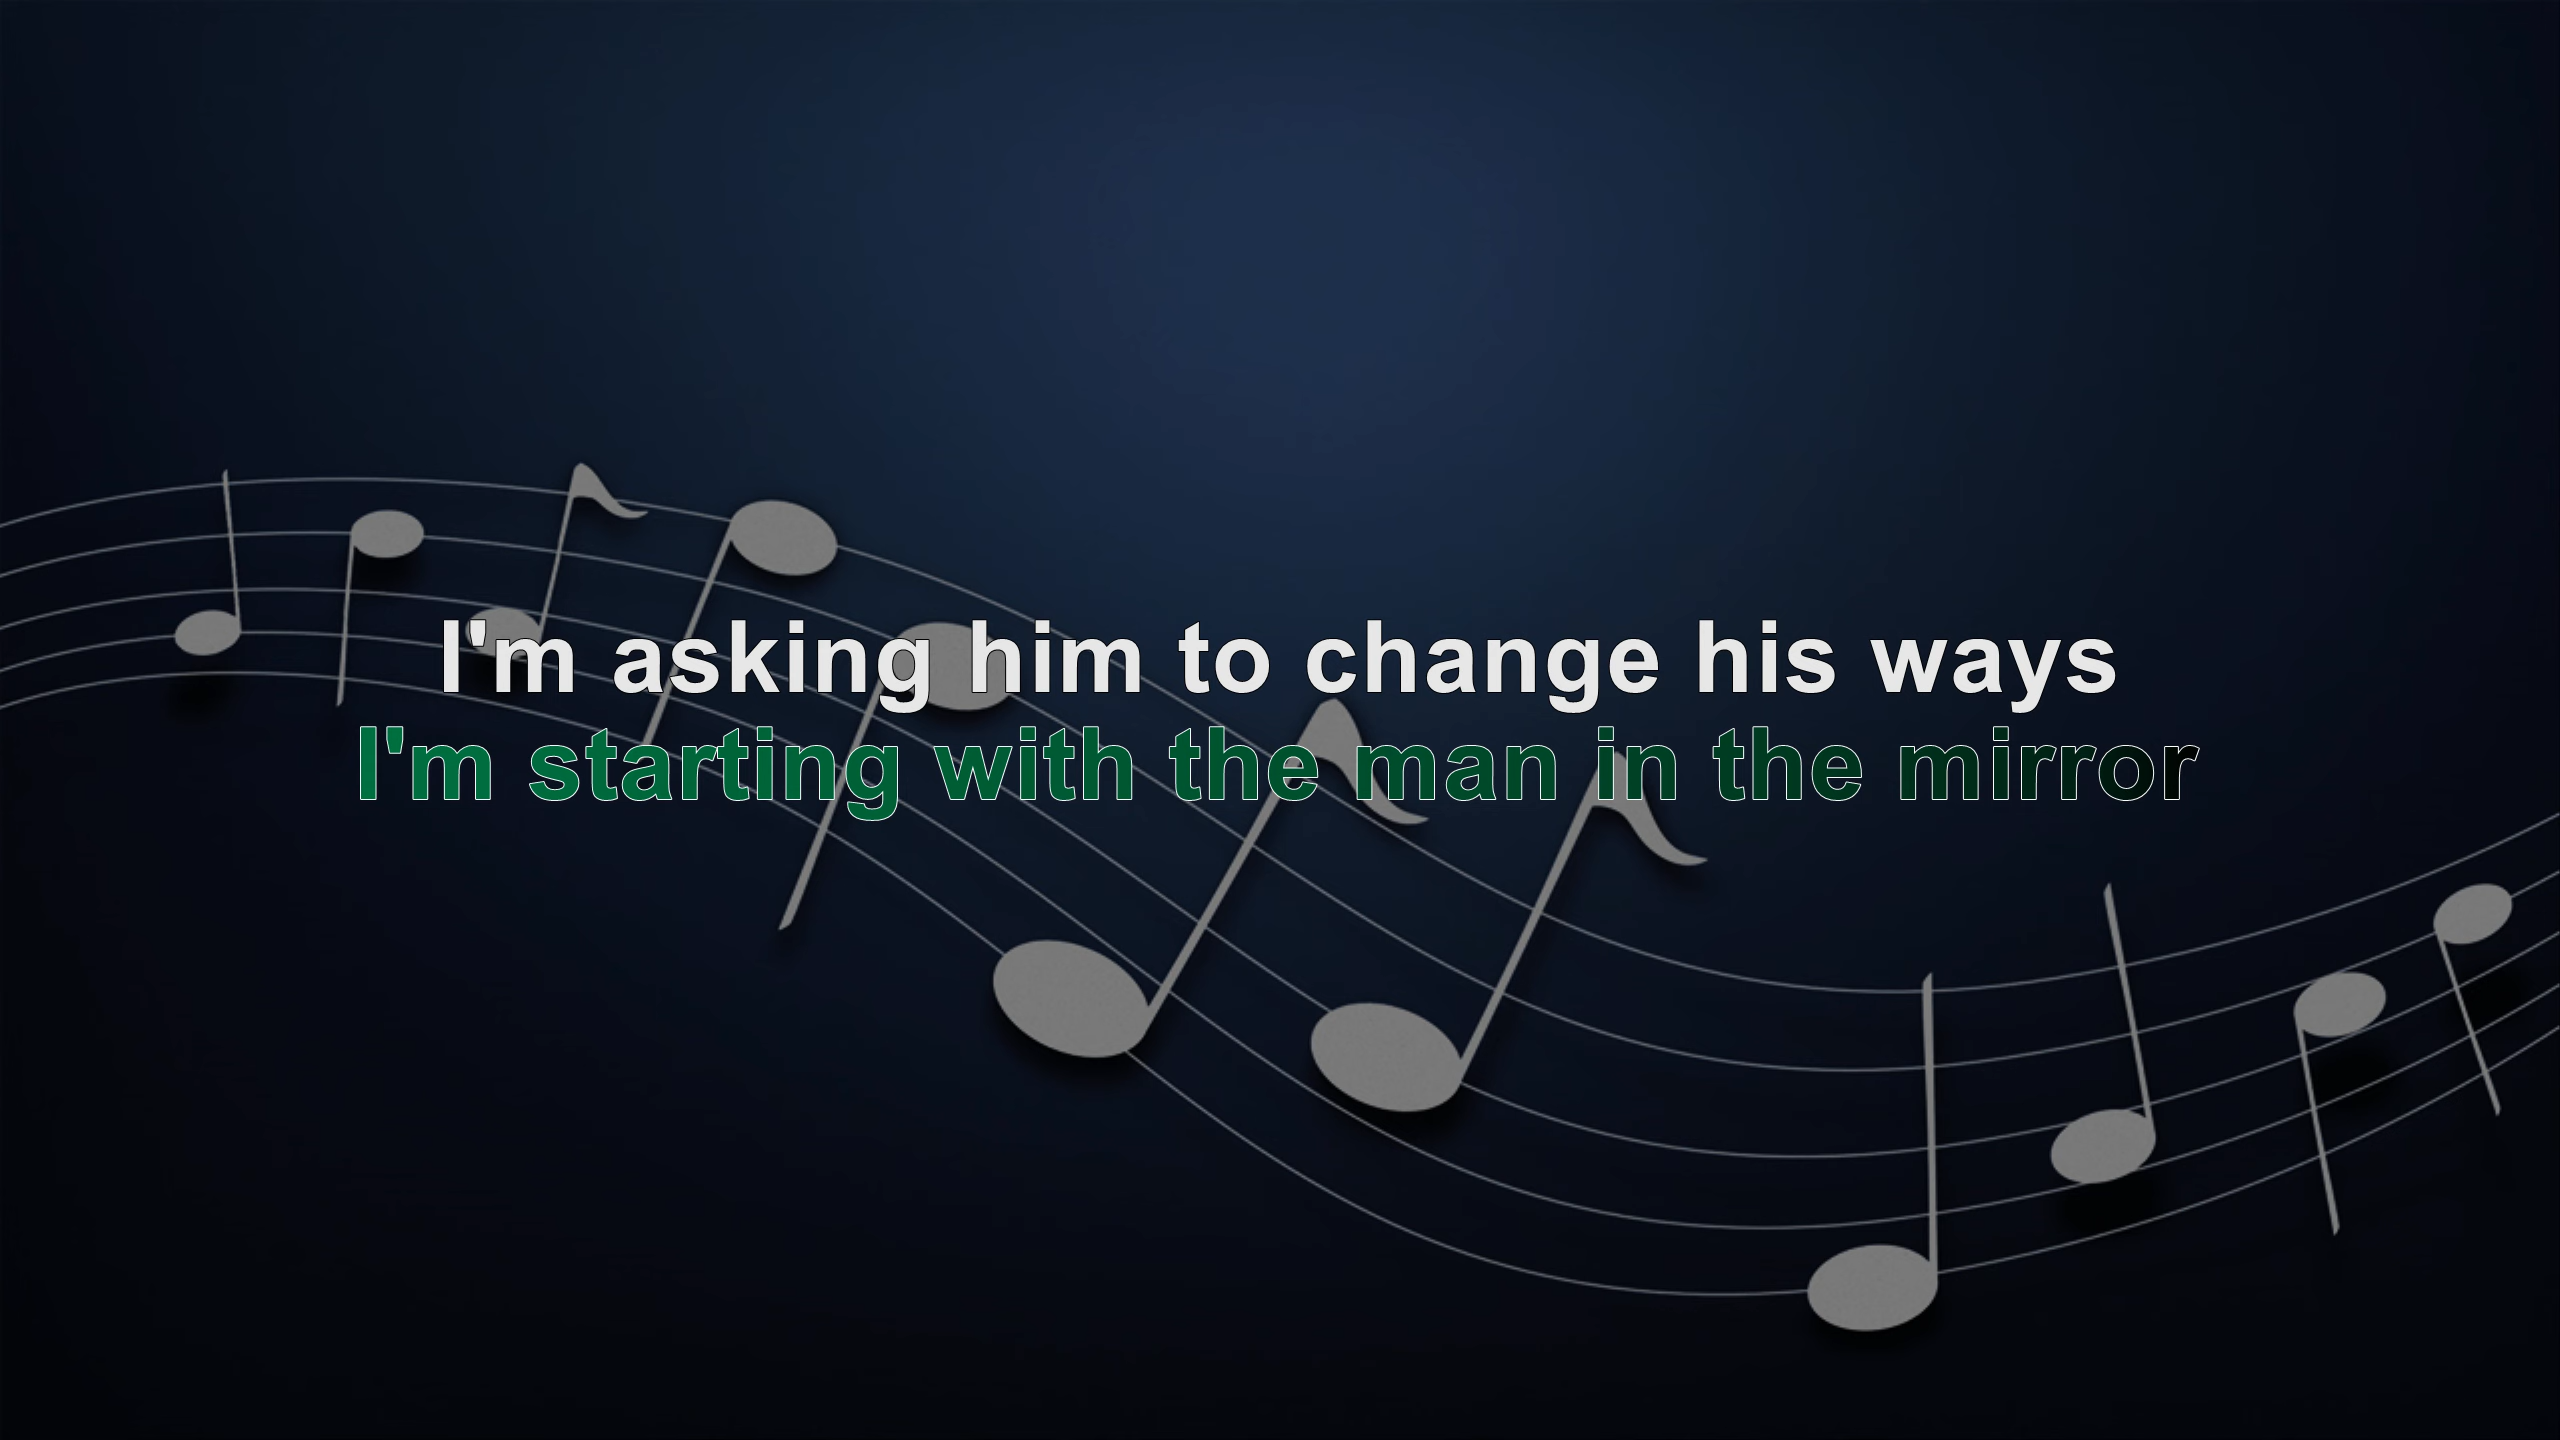 I'm asking him to change his ways
I'm starting with the man in the mirror